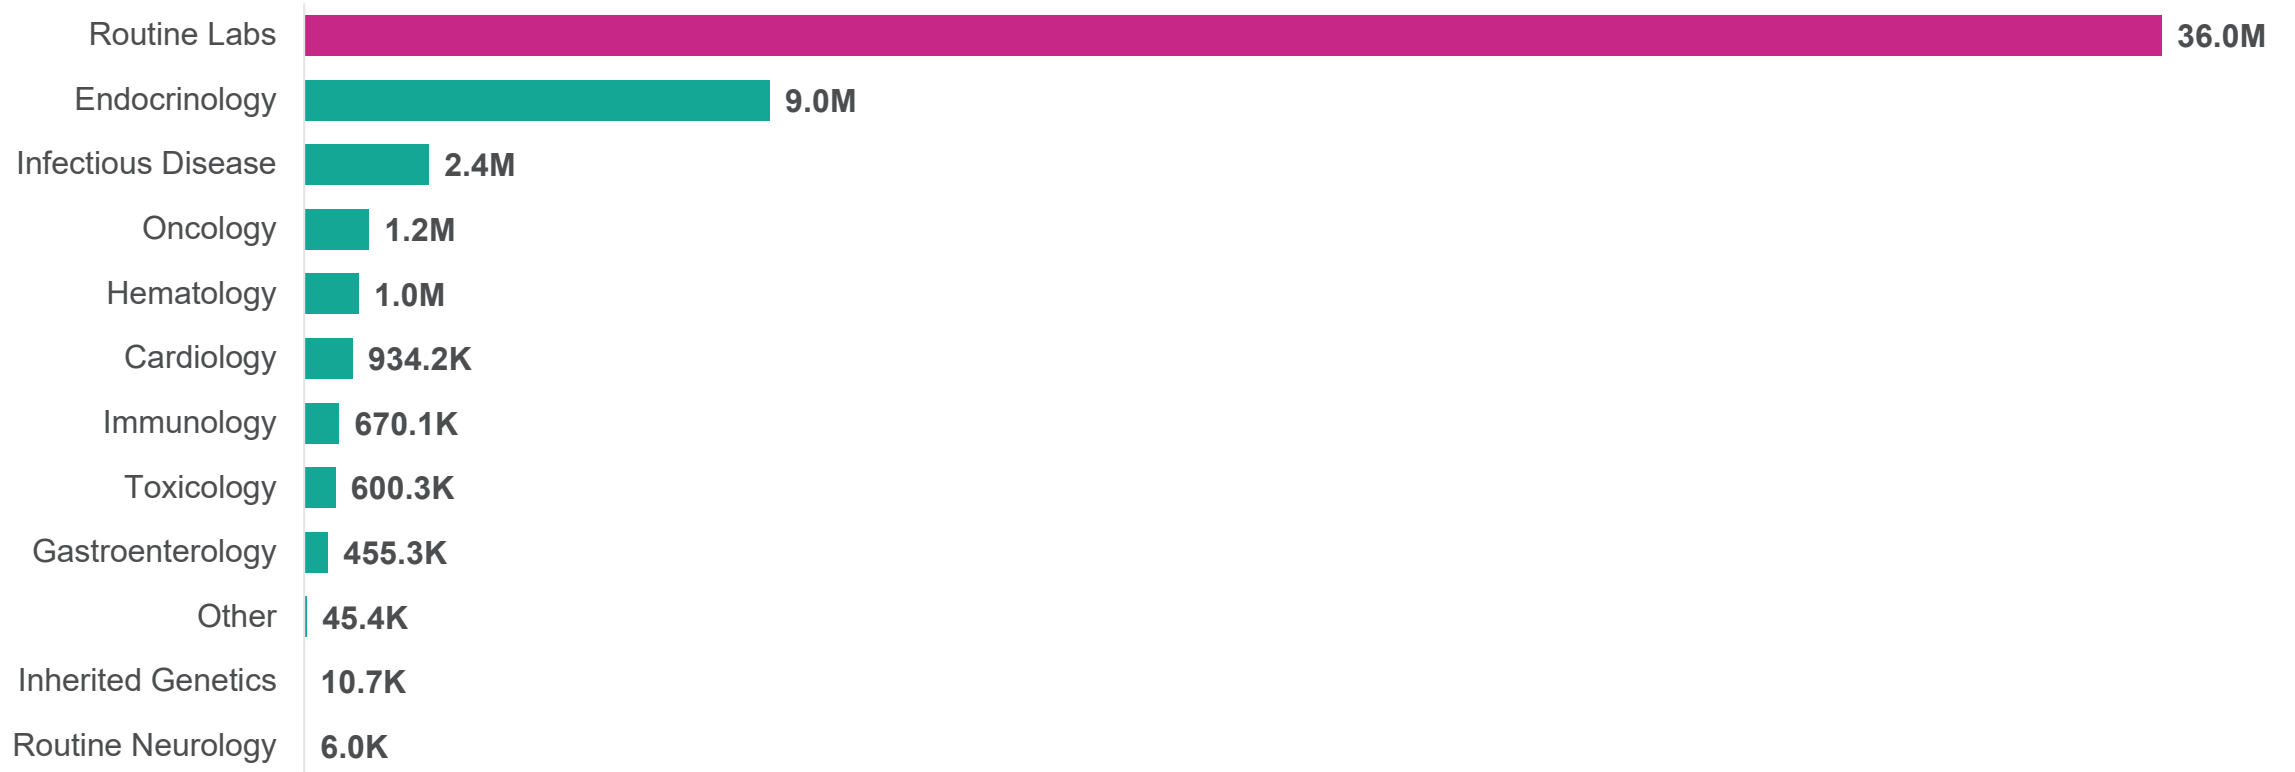 Routine Labs 36.0M
Endocrinology 9.0M
Infectious Disease 2.4M
Oncology 1.2M
Hematology 1.0M
Cardiology 934.2K
Immunology 670.1K
Toxicology 600.3K
Gastroenterology 455.3K
Other 45.4K
Inherited Genetics 10.7K
Routine Neurology 6.0K